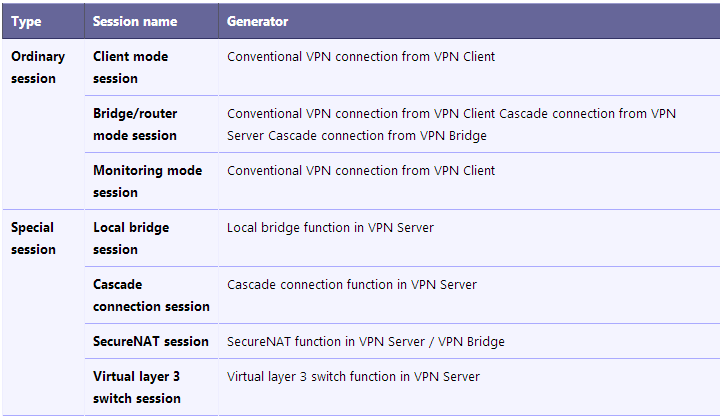 Type Session name Generator
Ordinary session Client mode session Conventional VPN connection from VPN Client
Bridge/router mode session Conventional VPN connection from VPN Client Cascade connection from VPN Server Cascade connection from VPN Bridge
Monitoring mode session Conventional VPN connection from VPN Client
Special session Local bridge session Local bridge function in VPN Server
Cascade connection session Cascade connection function in VPN Server
SecureNAT session SecureNAT function in VPN Server / VPN Bridge
Virtual layer 3 switch session Virtual layer 3 switch function in VPN Server